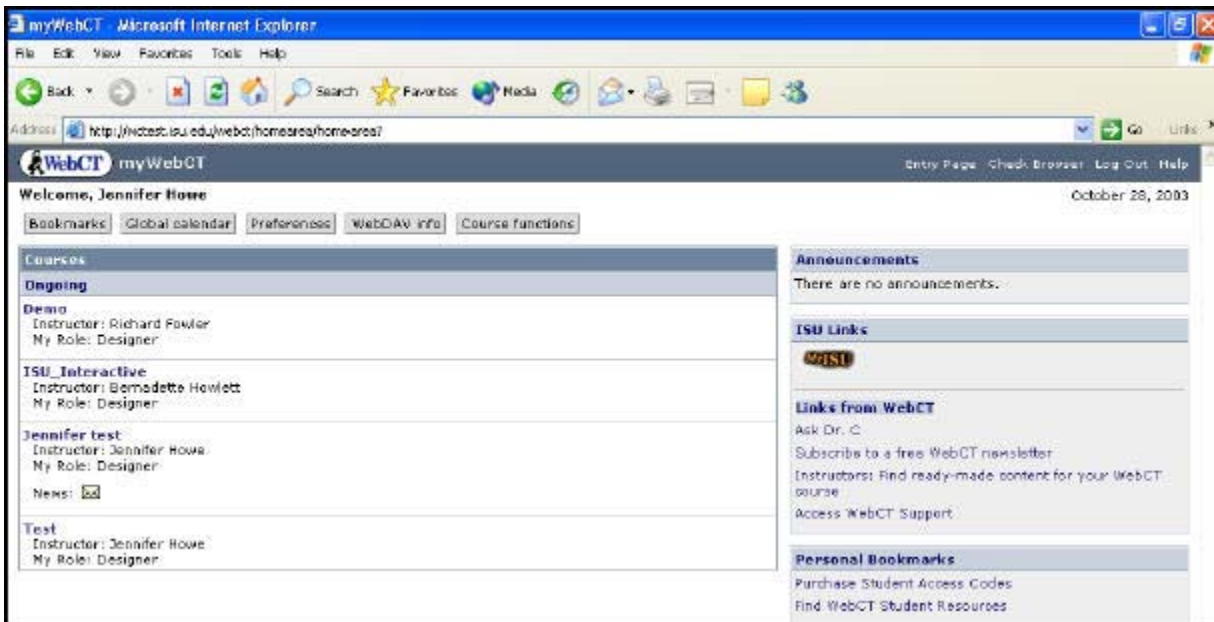 myWebCT - Microsoft Internet Explorer
File Edit View Favorites Tools Help
Back Search Favorites Media
Address http://wctest.isu.edu/webct/homearea/homearea? Go Links
WebCT myWebCT Entry Page Check Browser Log Out Help
Welcome, Jennifer Howe October 28, 2003
Bookmarks Global calendar Preferences WebDAV info Course functions
Courses
Ongoing
Demo
Instructor: Richard Fowler
My Role: Designer
ISU_Interactive
Instructor: Bernadette Howlett
My Role: Designer
Jennifer test
Instructor: Jennifer Howe
My Role: Designer
News:
Test
Instructor: Jennifer Howe
My Role: Designer
Announcements
There are no announcements.
ISU Links
MyISU
Links from WebCT
Ask Dr. C
Subscribe to a free WebCT newsletter
Instructors: Find ready-made content for your WebCT
course
Access WebCT Support
Personal Bookmarks
Purchase Student Access Codes
Find WebCT Student Resources